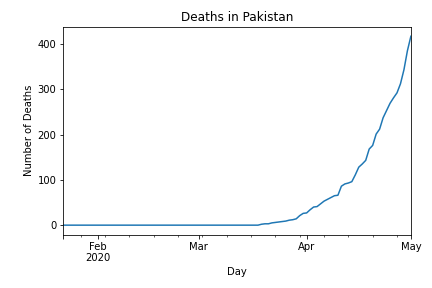 Deaths in Pakistan
Number of Deaths
400
300
200
100
0
Feb
2020
Mar
Apr
May
Day